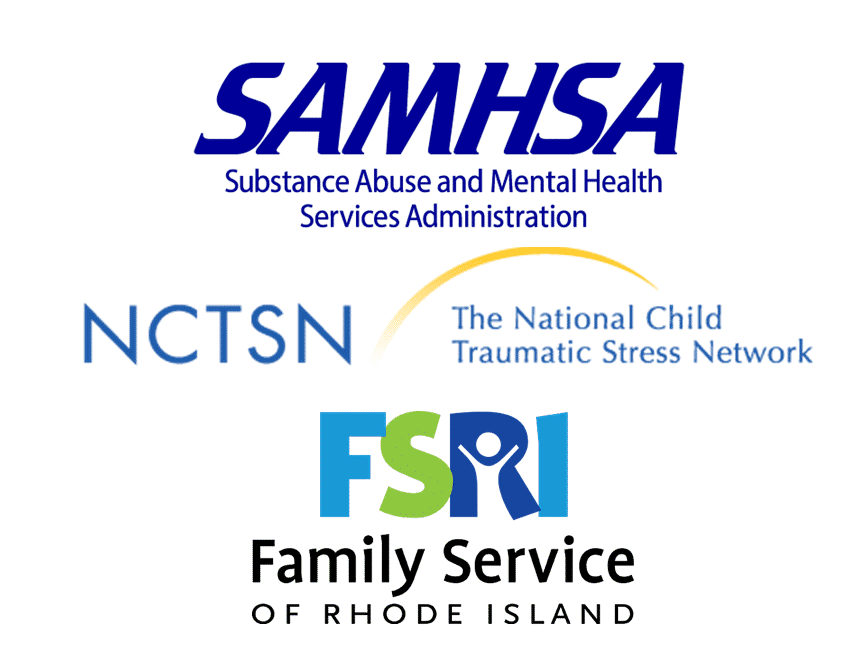 SAMHSA
Substance Abuse and Mental Health
Services Administration
NCTSN
The National Child
Traumatic Stress Network
FSRI
Family Service
OF RHODE ISLAND